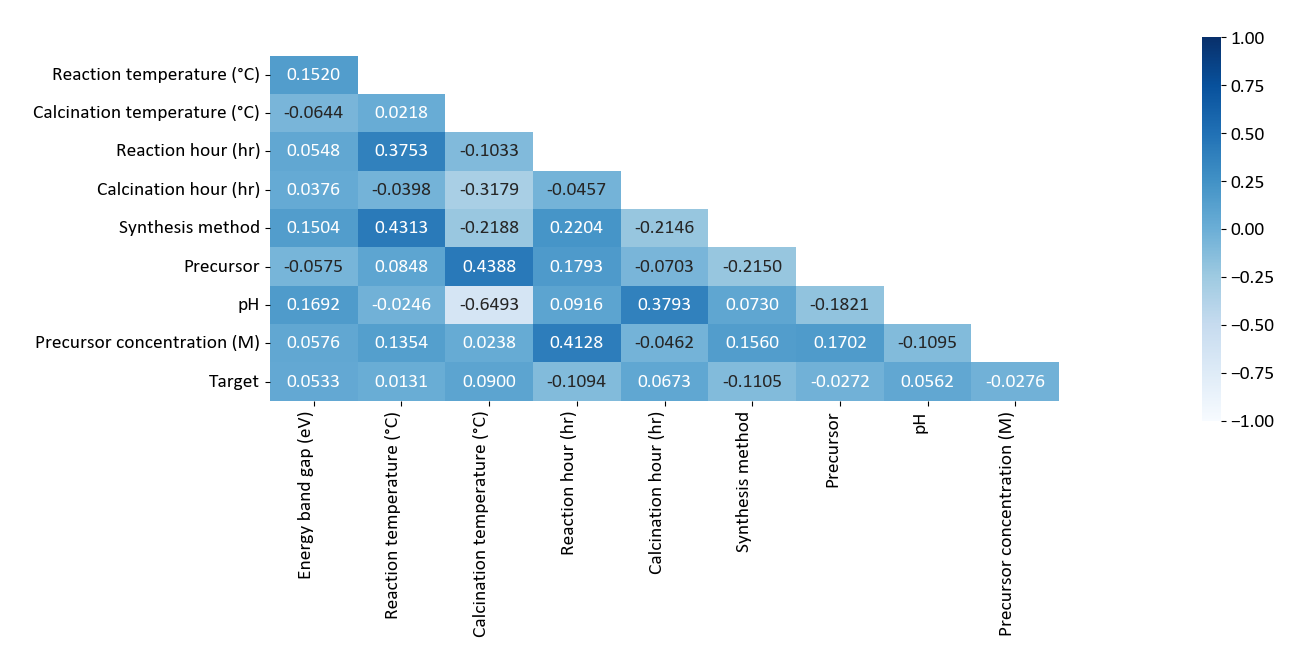 Reaction temperature (°C) 0.1520
Calcination temperature (°C) -0.0644 0.0218
Reaction hour (hr) 0.0548 0.3753 -0.1033
Calcination hour (hr) 0.0376 -0.0398 -0.3179 -0.0457
Synthesis method 0.1504 0.4313 -0.2188 0.2204 -0.2146
Precursor -0.0575 0.0848 0.4388 0.1793 -0.0703 -0.2150
pH 0.1692 -0.0246 -0.6493 0.0916 0.3793 0.0730 -0.1821
Precursor concentration (M) 0.0576 0.1354 0.0238 0.4128 -0.0462 0.1560 0.1702 -0.1095
Target 0.0533 0.0131 0.0900 -0.1094 0.0673 -0.1105 -0.0272 0.0562 -0.0276
Energy band gap (eV)
Reaction temperature (°C)
Calcination temperature (°C)
Reaction hour (hr)
Calcination hour (hr)
Synthesis method
Precursor
pH
Precursor concentration (M)
1.00
0.75
0.50
0.25
0.00
−0.25
−0.50
−0.75
−1.00